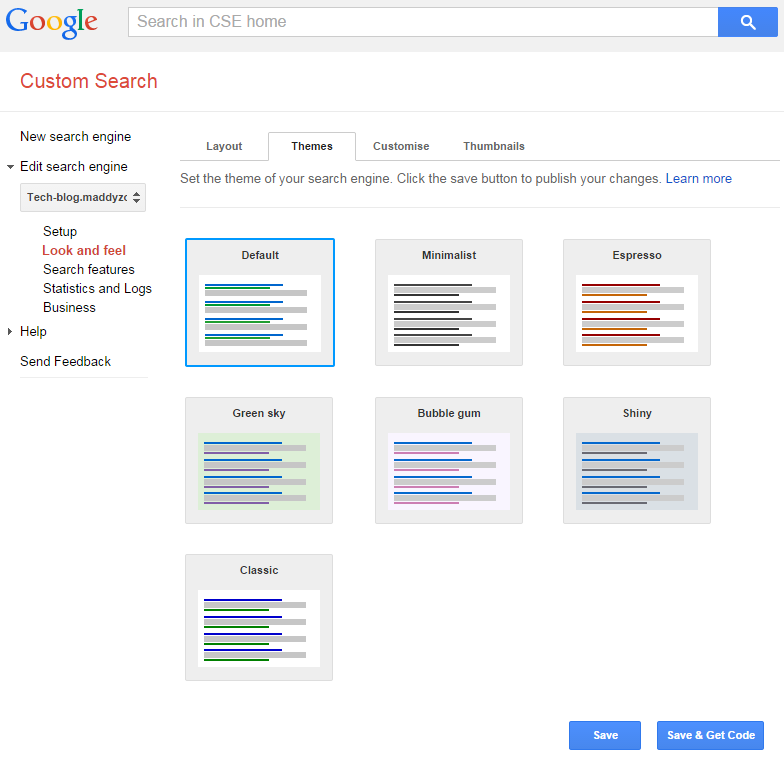 Google
Search in CSE home
Custom Search
New search engine
Edit search engine
Tech-blog.maddyzo
Setup
Look and feel
Search features
Statistics and Logs
Business
Help
Send Feedback
Layout Themes Customise Thumbnails
Set the theme of your search engine. Click the save button to publish your changes. Learn more
Default Minimalist Espresso
Green sky Bubble gum Shiny
Classic
Save Save & Get Code